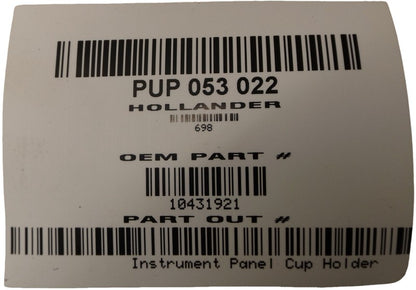 PUP 053 022
HOLLANDER
698
OEM PART #
10431921
PART OUT #
Instrument Panel Cup Holder